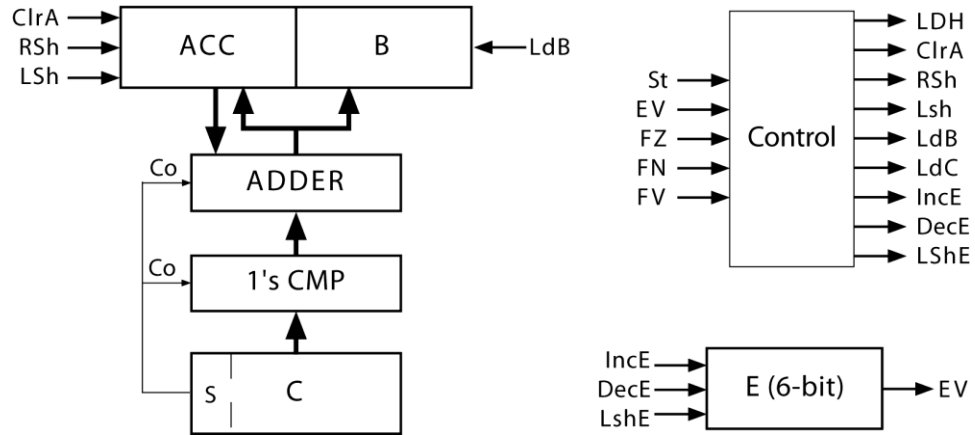 ClrA
RSh
LSh
ACC
B
LdB
Co
ADDER
Co
1's CMP
S
C
St
EV
FZ
FN
FV
Control
LDH
ClrA
RSh
Lsh
LdB
LdC
IncE
DecE
LShE
IncE
DecE
LshE
E (6-bit)
EV